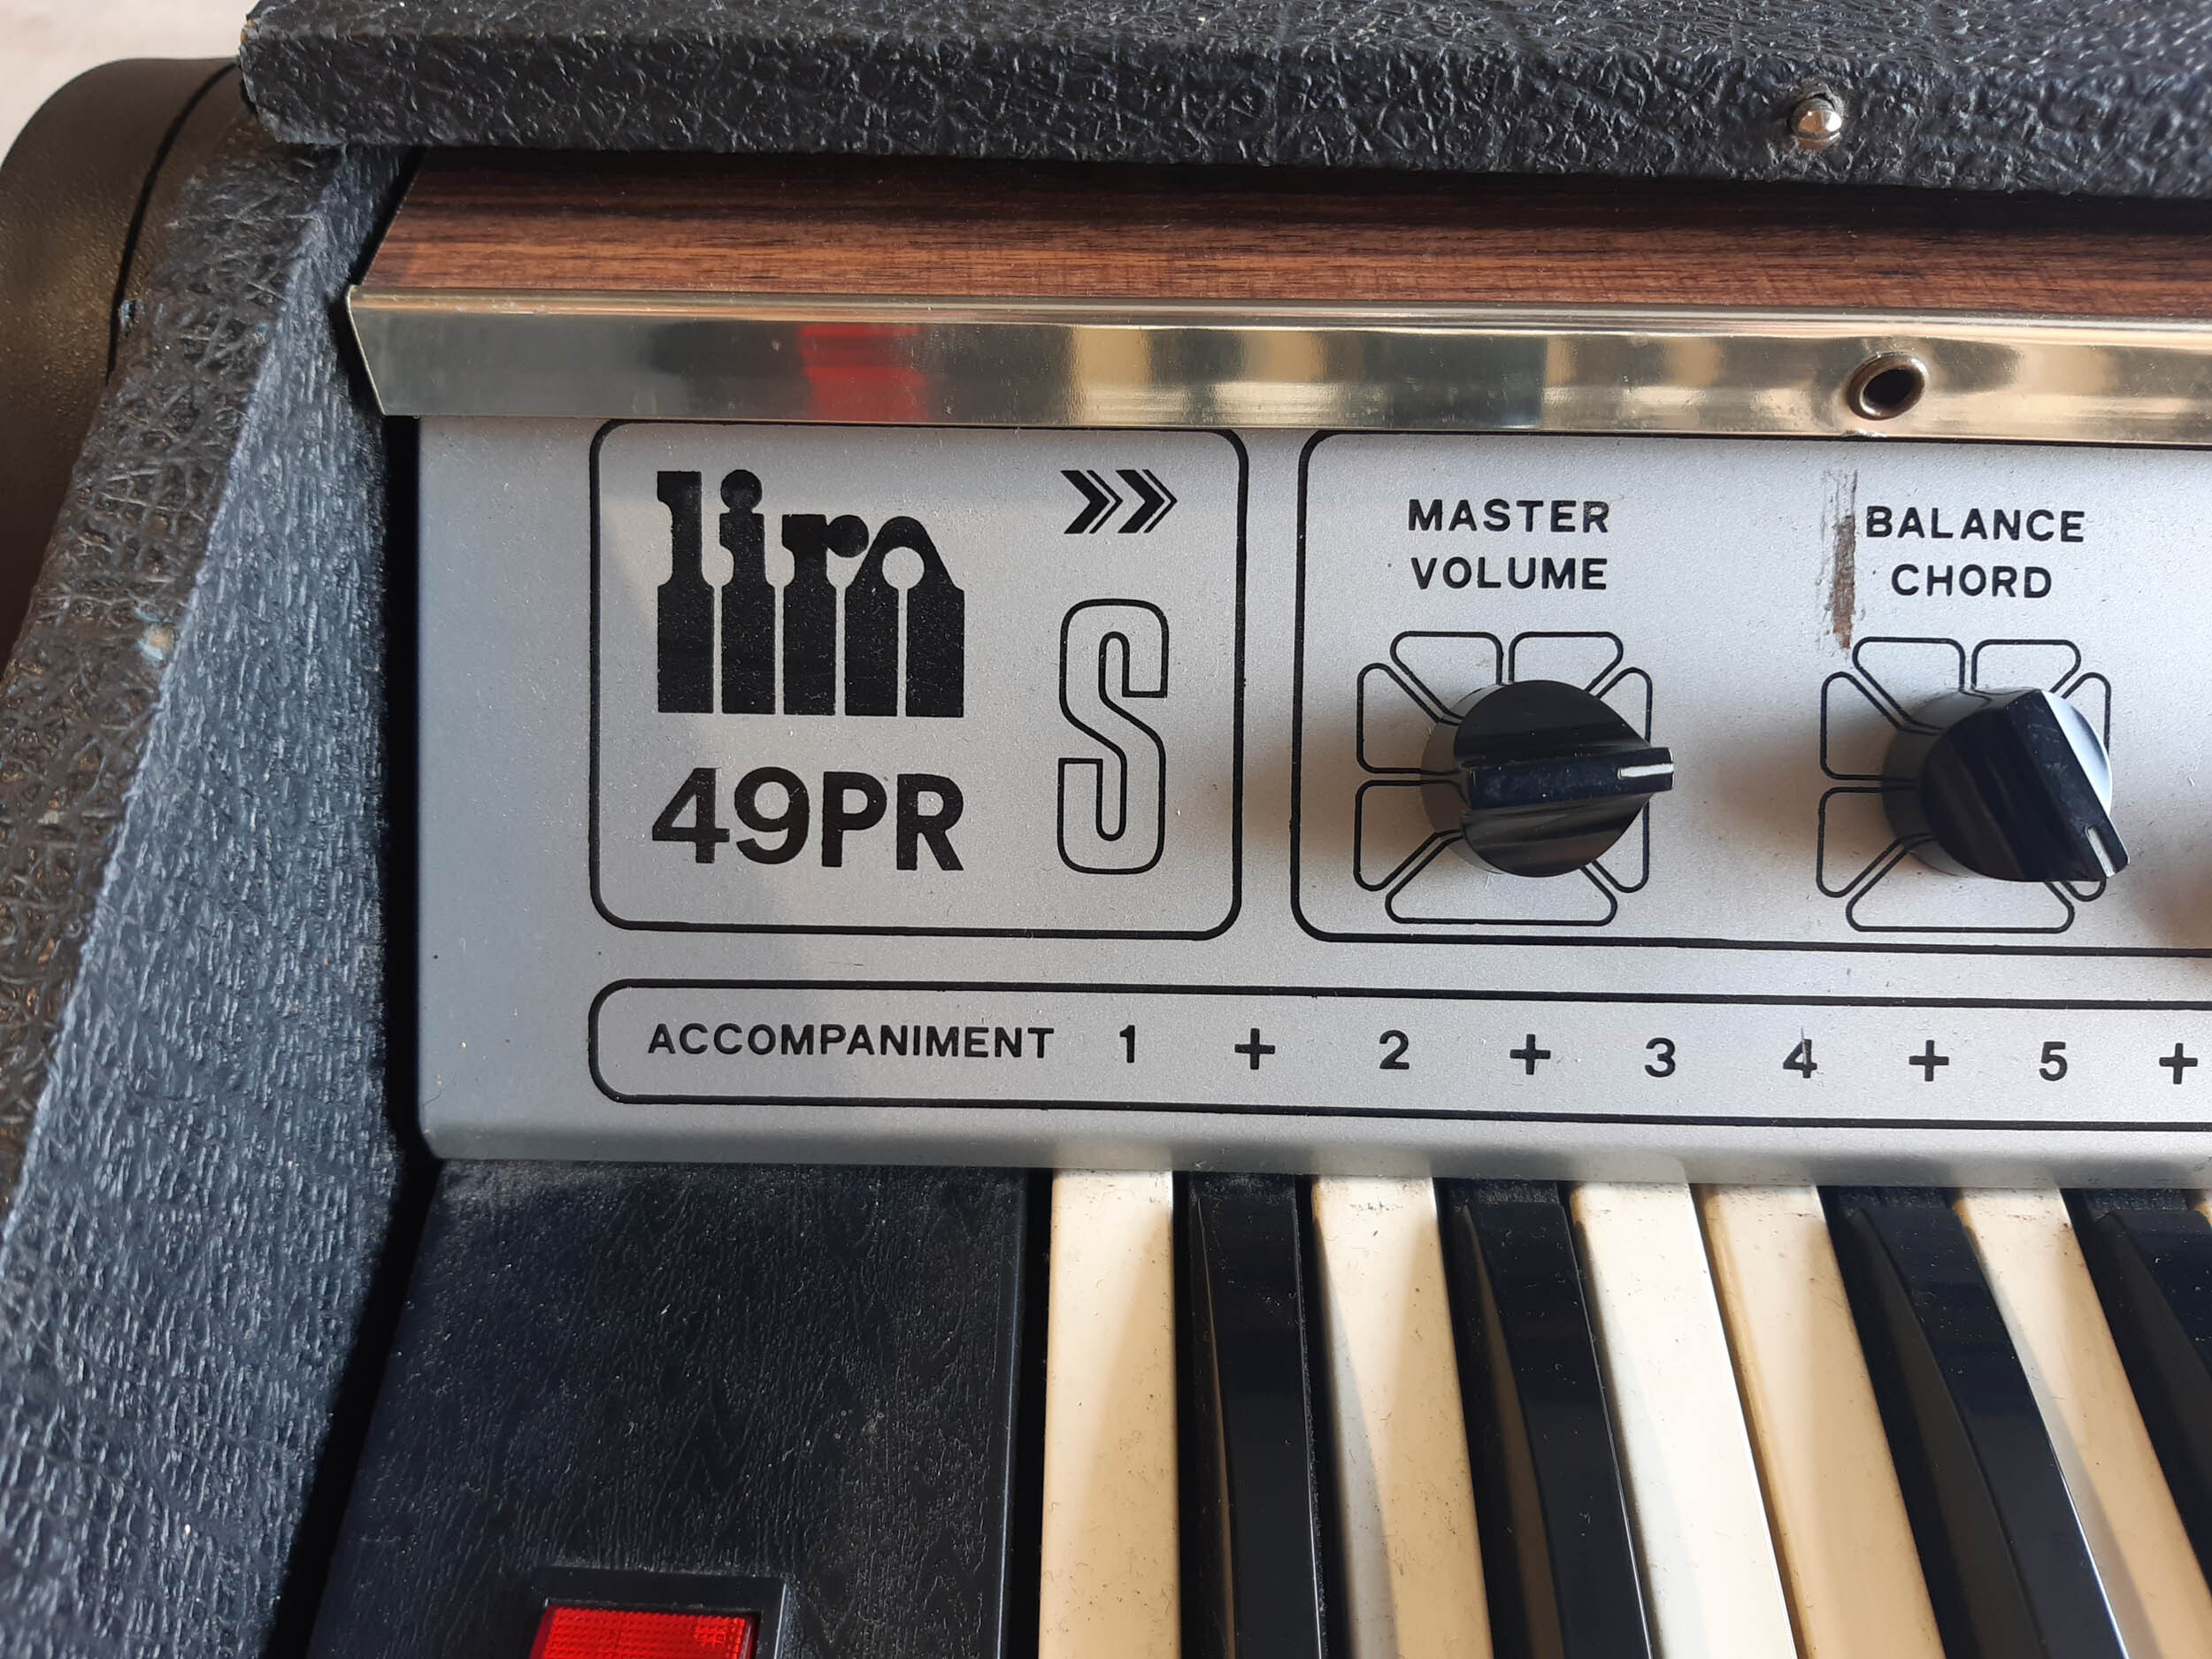 lira
S
49PR
MASTER
VOLUME
BALANCE
CHORD
ACCOMPANIMENT 1 + 2 + 3 4 + 5 +